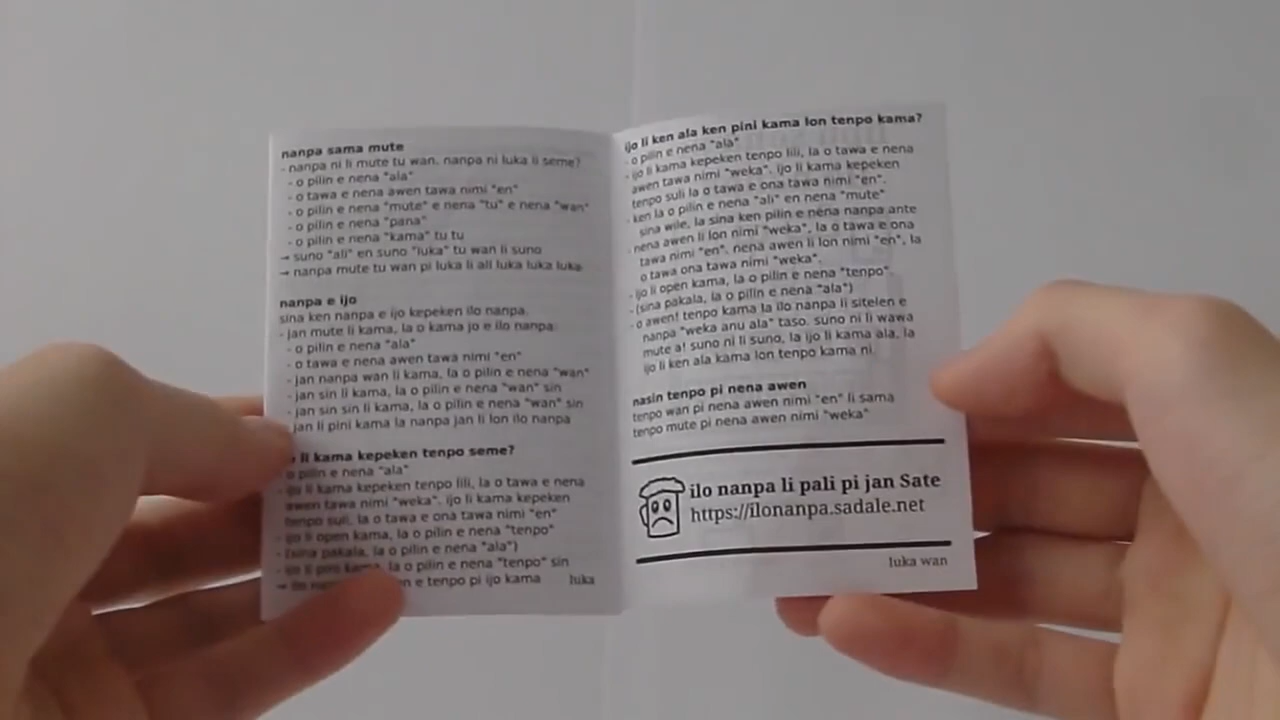 nanpa sama mute
- nanpa ni li mute tu wan. nanpa ni luka li seme?
- o pilin e nena "ala"
- o tawa e nena awen tawa nimi "en"
- o pilin e nena "mute" e nena "tu" e nena "wan"
- o pilin e nena "pana"
- o pilin e nena "kama" tu tu
→ suno "ali" en suno "luka" tu wan li suno
→ nanpa mute tu wan pi luka li ali luka luka luka
nanpa e ijo
sina ken nanpa e ijo kepeken ilo nanpa.
- jan mute li kama, la o kama jo e ilo nanpa:
- o pilin e nena "ala"
- o tawa e nena awen tawa nimi "en"
- jan nanpa wan li kama, la o pilin e nena "wan"
- jan sin li kama, la o pilin e nena "wan" sin
- jan sin sin li kama, la o pilin e nena "wan" sin
- jan li pini kama la nanpa jan li lon ilo nanpa
li kama kepeken tenpo seme?
o pilin e nena "ala"
- ijo li kama kepeken tenpo lili, la o tawa e nena
awen tawa nimi "weka". ijo li kama kepeken
tenpo suli, la o tawa e ona tawa nimi "en"
- ijo li open kama, la o pilin e nena "tenpo"
- (sina pakala, la o pilin e nena "ala")
- ijo li pini kama, la o pilin e nena "tenpo" sin
→ ilo e tenpo pi ijo kama
luka
ijo li ken ala ken pini kama lon tenpo kama?
- o pilin e nena "ala"
- ijo li kama kepeken tenpo lili, la o tawa e nena
awen tawa nimi "weka". ijo li kama kepeken
tenpo suli la o tawa e ona tawa nimi "en".
- ken la o pilin e nena "ali" en nena "mute"
sina wile, la sina ken pilin e nena nanpa ante
- nena awen li lon nimi "weka", la o tawa e ona
tawa nimi "en". nena awen li lon nimi "en", la
o tawa ona tawa nimi "weka".
- ijo li open kama, la o pilin e nena "tenpo".
- (sina pakala, la o pilin e nena "ala")
- o awen! tenpo kama la ilo nanpa li sitelen e
nanpa "weka anu ala" taso. suno ni li wawa
mute a! suno ni li suno, la ijo li kama ala, la
ijo li ken ala kama lon tenpo kama ni
nasin tenpo pi nena awen
tenpo wan pi nena awen nimi "en" li sama
tenpo mute pi nena awen nimi "weka"
ilo nanpa li pali pi jan Sate
https://ilonanpa.sadale.net
luka wan